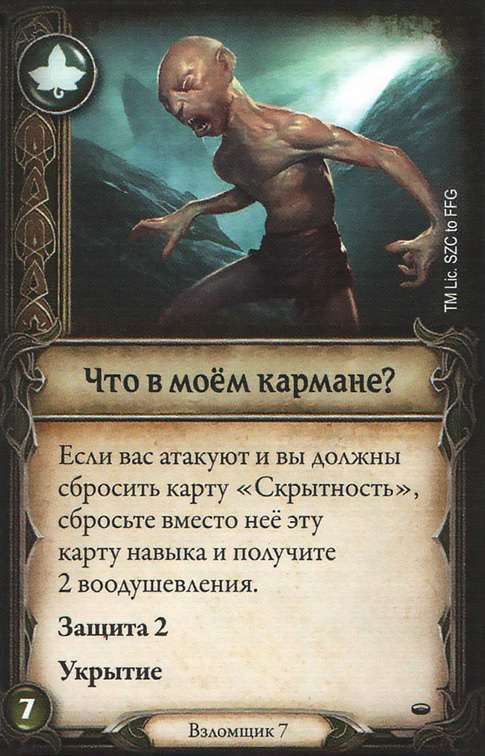 TM Lic. SZC to FFG
Что в моём кармане?
Если вас атакуют и вы должны
сбросить карту «Скрытность»,
сбросьте вместо неё эту
карту навыка и получите
2 воодушевления.
Защита 2
Укрытие
7
Взломщик 7